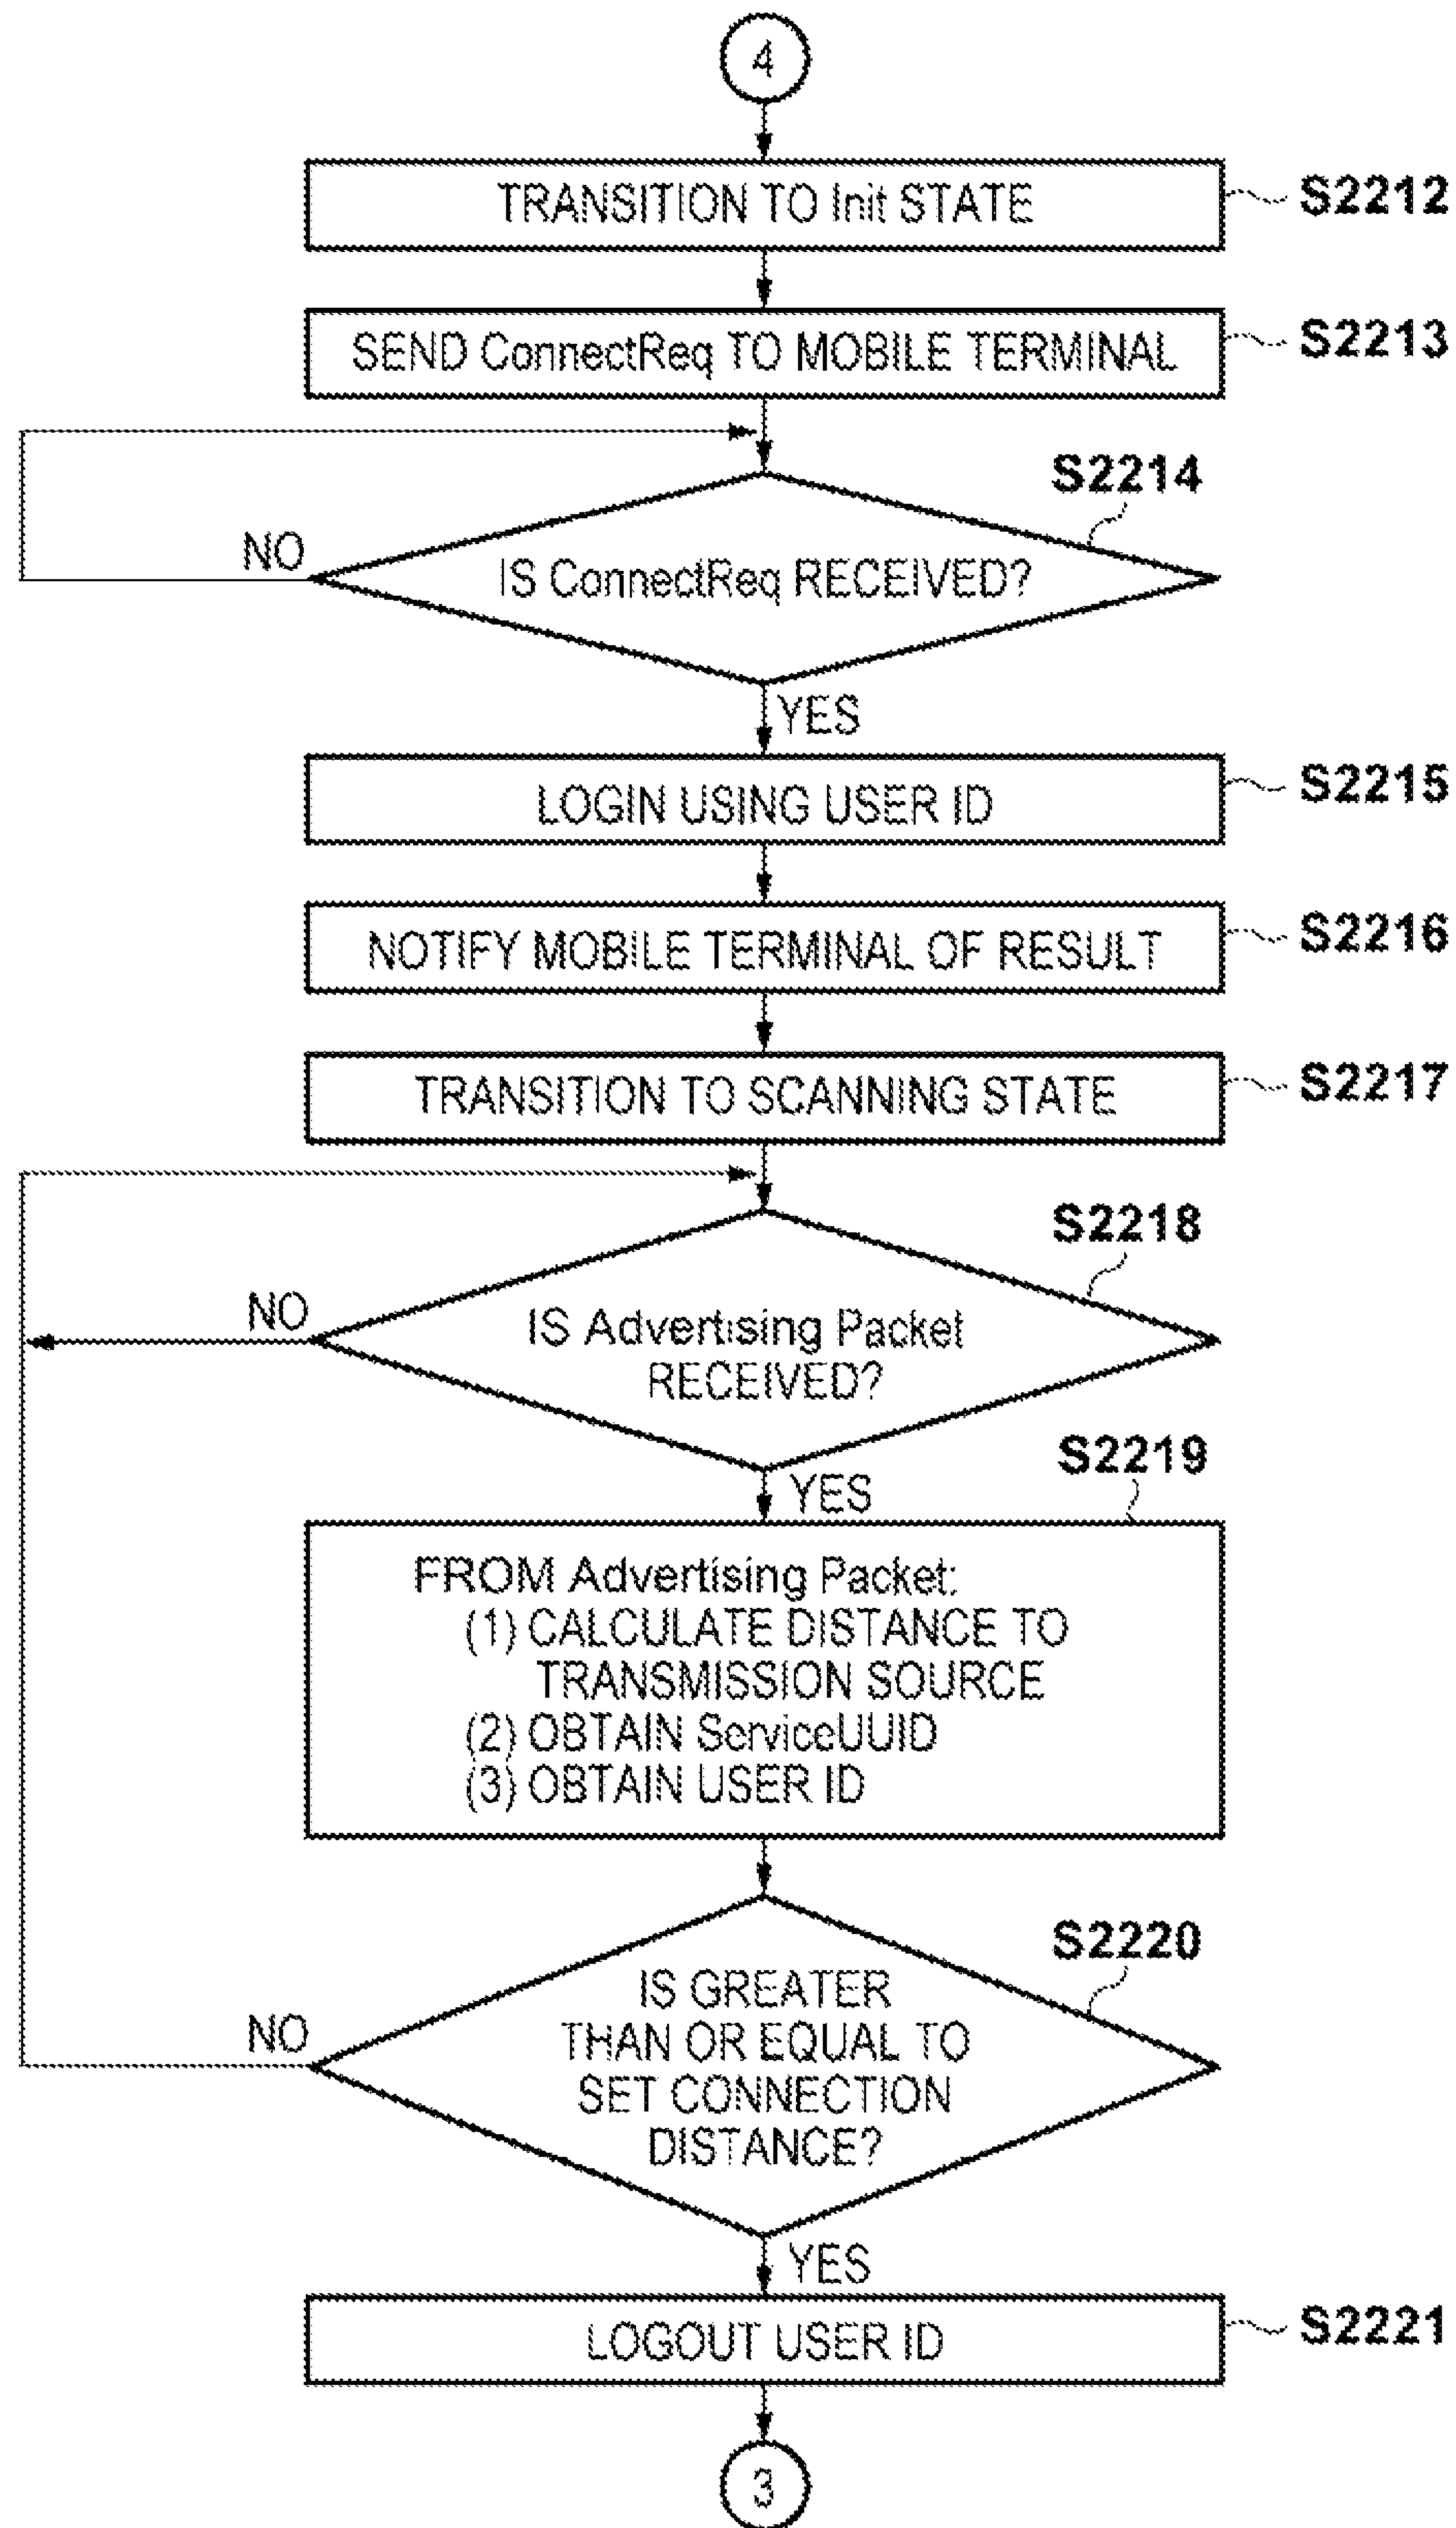 4
TRANSITION TO Init STATE
S2212
SEND ConnectReq TO MOBILE TERMINAL
S2213
S2214
NO
IS ConnectReq RECEIVED?
YES
LOGIN USING USER ID
S2215
NOTIFY MOBILE TERMINAL OF RESULT
S2216
TRANSITION TO SCANNING STATE
S2217
S2218
NO
IS Advertising Packet
RECEIVED?
YES
S2219
FROM Advertising Packet:
(1) CALCULATE DISTANCE TO
TRANSMISSION SOURCE
(2) OBTAIN ServiceUUID
(3) OBTAIN USER ID
S2220
NO
IS GREATER
THAN OR EQUAL TO
SET CONNECTION
DISTANCE?
YES
LOGOUT USER ID
S2221
3